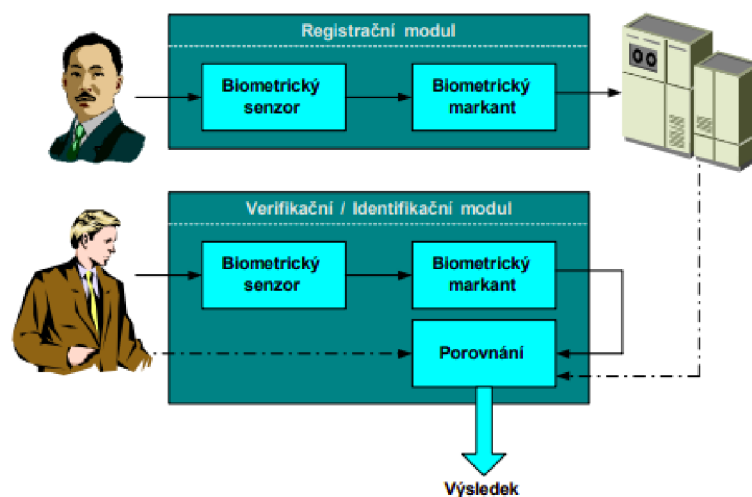 Registrační modul
Biometrický
senzor
Biometrický
markant
Verifikační / Identifikační modul
Biometrický
senzor
Biometrický
markant
Porovnání
Výsledek